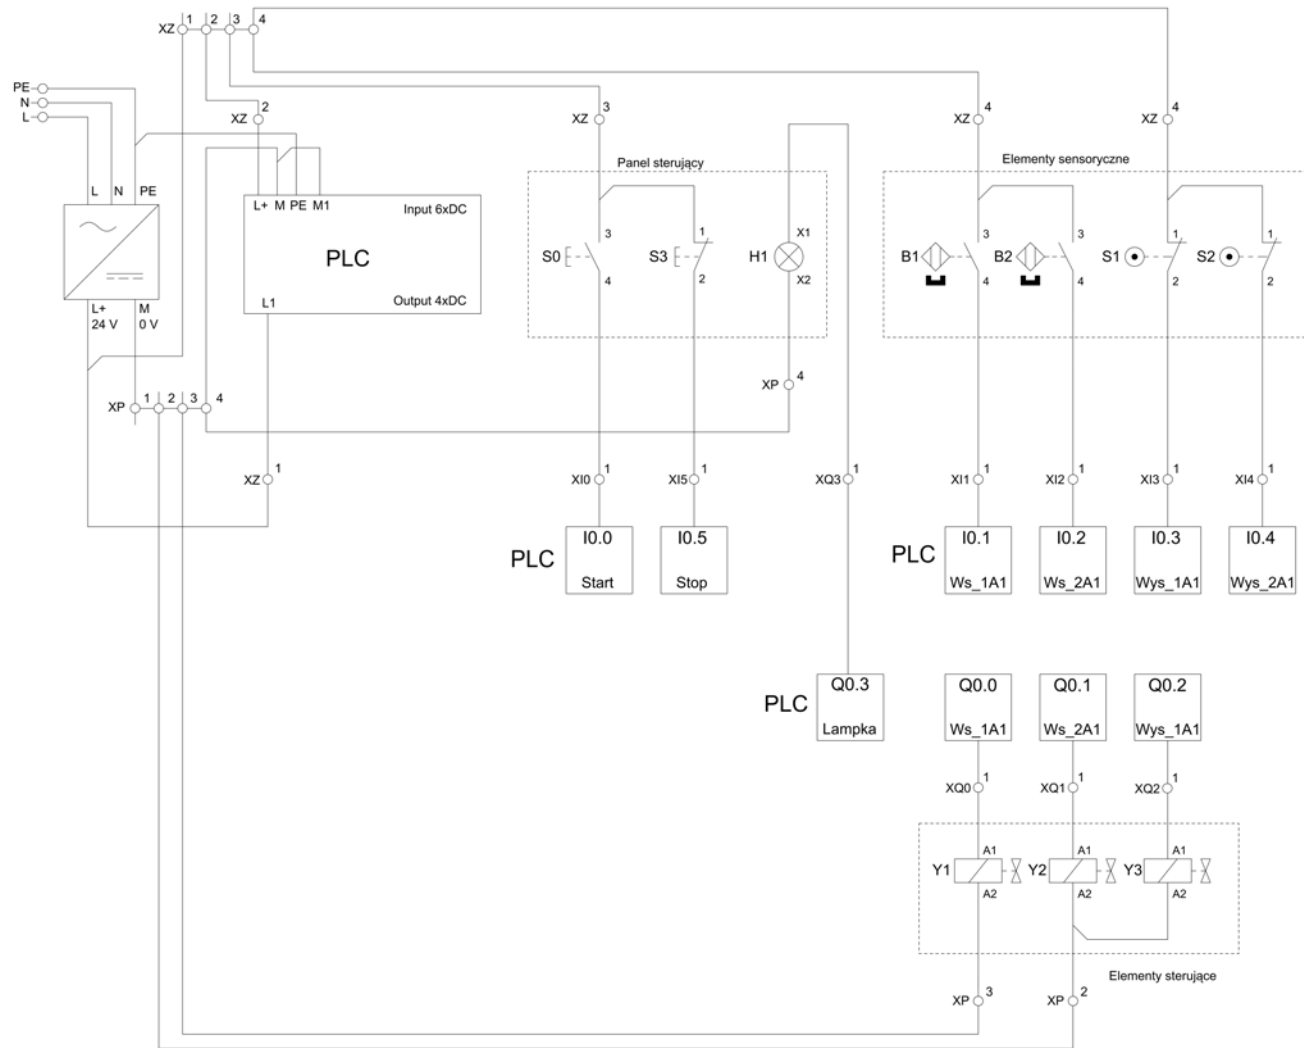 XZ 1 2 3 4
PE
N
L
XZ 2
XZ 3
XZ 4
XZ 4
Panel sterujący
Elementy sensoryczne
L N PE
L+ M PE M1 Input 6xDC
PLC
L1 Output 4xDC
L+ M
24 V 0 V
S0 3 4
S3 1 2
H1 X1 X2
B1 3 4
B2 3 4
S1 1 2
S2 1 2
XP 4
XP 1 2 3 4
XZ 1
XI0 1
XI5 1
XQ3 1
XI1 1
XI2 1
XI3 1
XI4 1
PLC
I0.0
Start
I0.5
Stop
PLC
I0.1
Ws_1A1
I0.2
Ws_2A1
I0.3
Wys_1A1
I0.4
Wys_2A1
PLC
Q0.3
Lampka
Q0.0
Ws_1A1
Q0.1
Ws_2A1
Q0.2
Wys_1A1
XQ0 1
XQ1 1
XQ2 1
Y1 A1 A2
Y2 A1 A2
Y3 A1 A2
Elementy sterujące
XP 3
XP 2